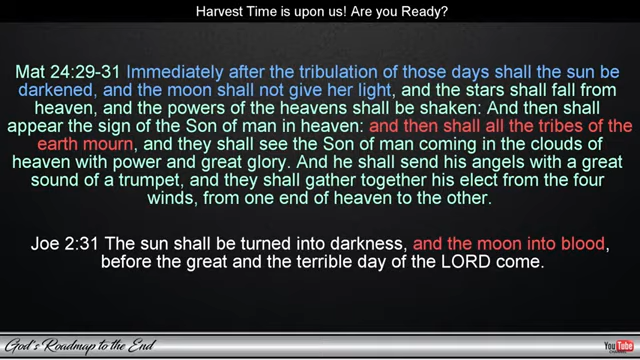 Harvest Time is upon us! Are you Ready?
Mat 24:29-31 Immediately after the tribulation of those days shall the sun be
darkened, and the moon shall not give her light, and the stars shall fall from
heaven, and the powers of the heavens shall be shaken: And then shall
appear the sign of the Son of man in heaven: and then shall all the tribes of the
earth mourn, and they shall see the Son of man coming in the clouds of
heaven with power and great glory. And he shall send his angels with a great
sound of a trumpet, and they shall gather together his elect from the four
winds, from one end of heaven to the other.
Joe 2:31 The sun shall be turned into darkness, and the moon into blood,
before the great and the terrible day of the LORD come.
God's Roadmap to the End
YouTube